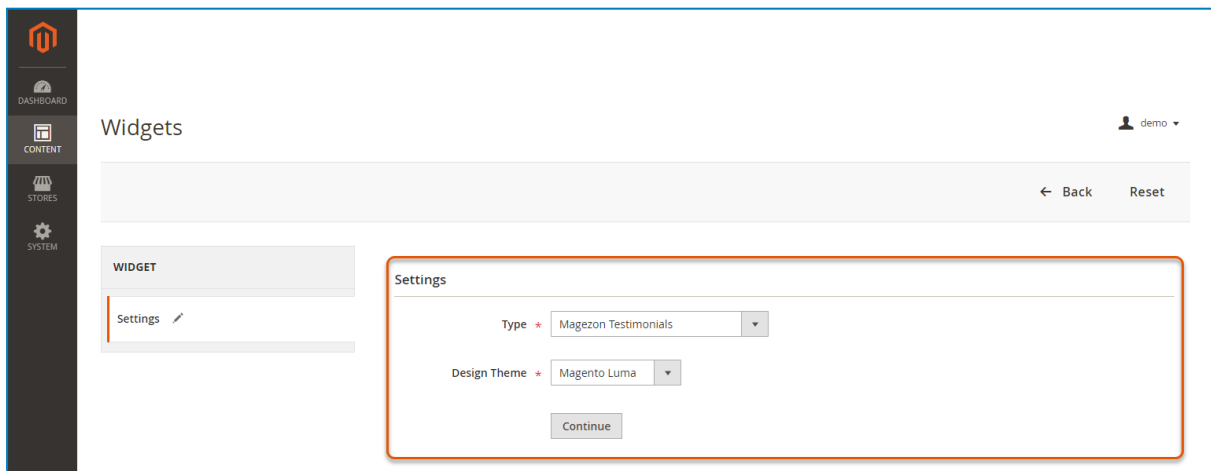 DASHBOARD
CONTENT
STORES
SYSTEM
Widgets
demo
Back
Reset
WIDGET
Settings
Settings
Type *
Magezon Testimonials
Design Theme *
Magento Luma
Continue